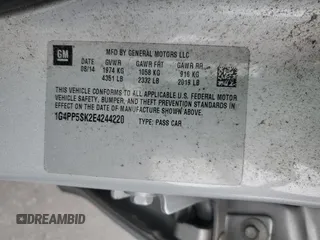 GM
MFD BY GENERAL MOTORS LLC
DATE GVWR GAWR FRT GAWR RR
08/14 1974 KG 1058 KG 916 KG
4351 LB 2332 LB 2019 LB
THIS VEHICLE CONFORMS TO ALL APPLICABLE U.S. FEDERAL MOTOR
VEHICLE SAFETY, BUMPER, AND THEFT PREVENTION STANDARDS IN
EFFECT ON THE DATE OF MANUFACTURE SHOWN ABOVE.
1G4PP5SK2E4244220 TYPE: PASS CAR
DREAMBID